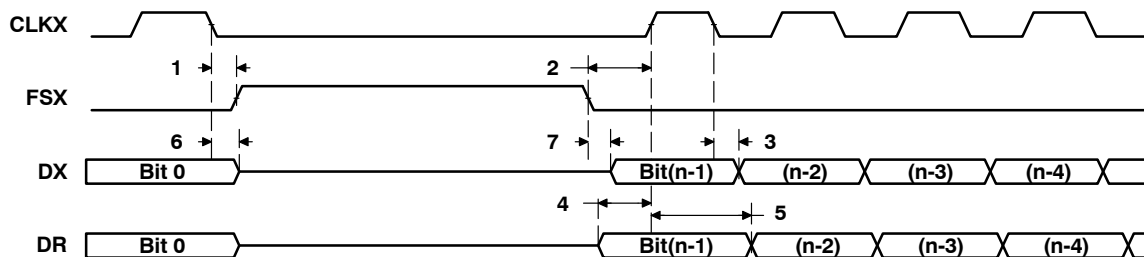 CLKX
1 2
FSX
6 7 3
DX Bit 0 Bit(n-1) (n-2) (n-3) (n-4)
4 5
DR Bit 0 Bit(n-1) (n-2) (n-3) (n-4)